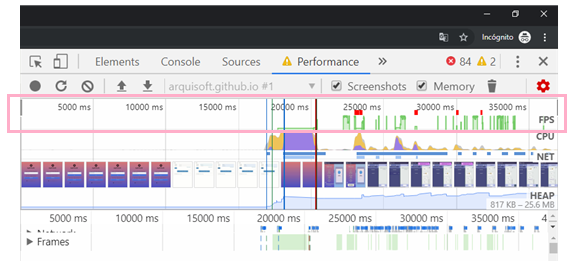 Incógnito
Elements Console Sources Performance »
84 2
arquisoft.github.io #1 Screenshots Memory
5000 ms 10000 ms 15000 ms 20000 ms 25000 ms 30000 ms 35000 ms
FPS
CPU
NET
HEAP
817 KB – 25.6 MB
5000 ms 10000 ms 15000 ms 20000 ms 25000 ms 30000 ms 35000 ms 4
Frames